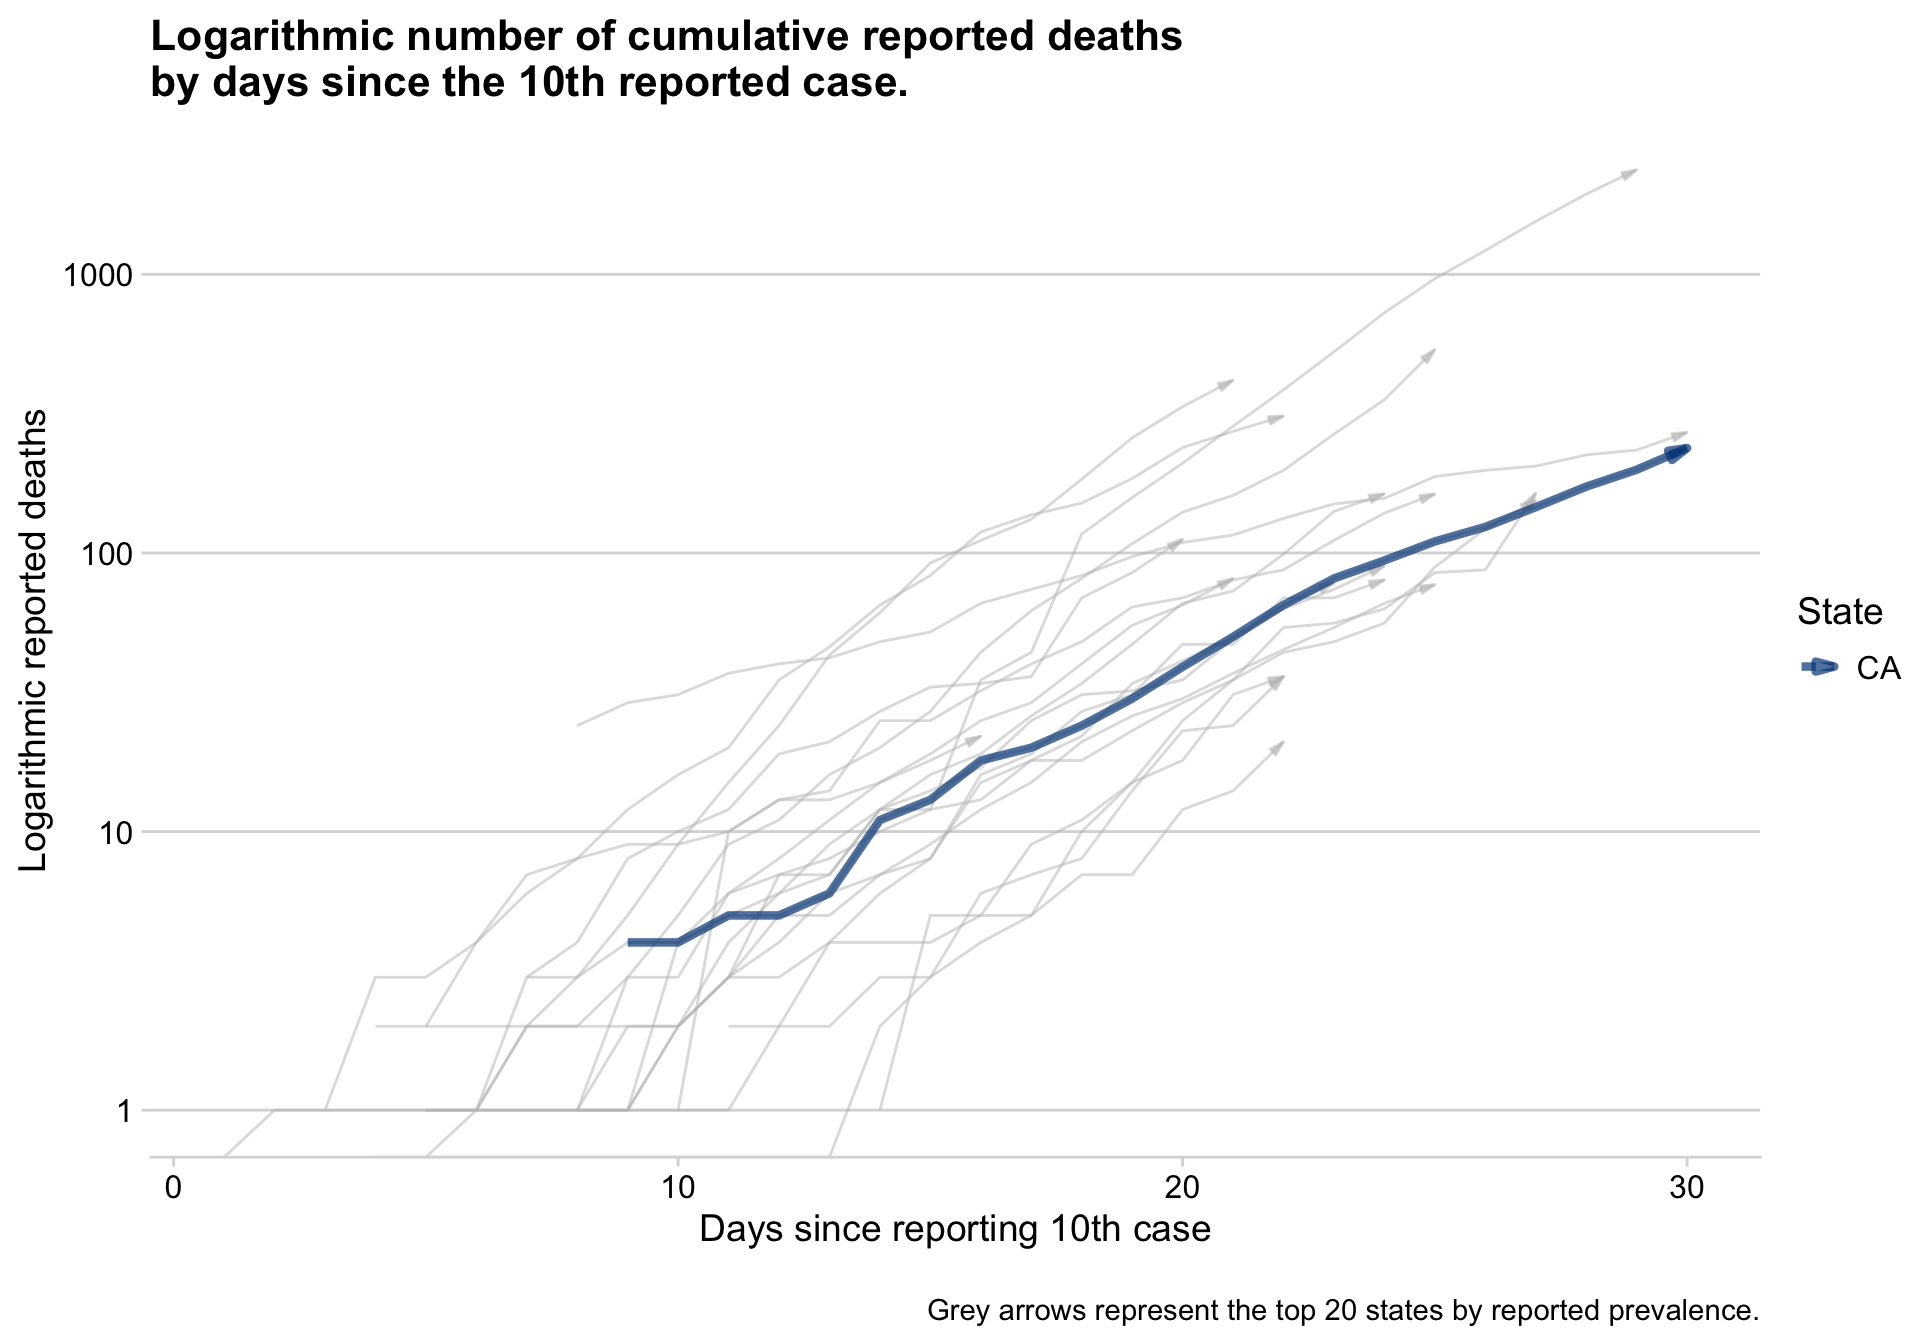 Logarithmic number of cumulative reported deaths
by days since the 10th reported case.
Logarithmic reported deaths
1000
100
10
1
0
10
20
30
Days since reporting 10th case
State
CA
Grey arrows represent the top 20 states by reported prevalence.